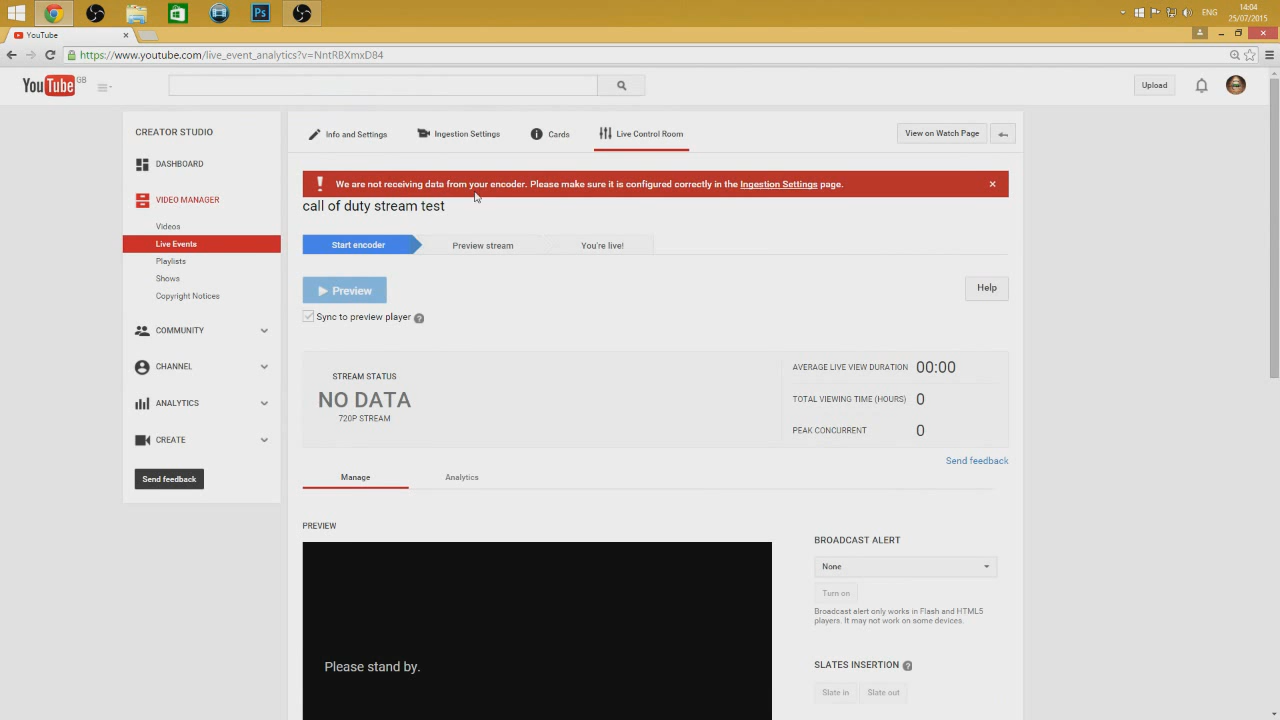 ENG
14:04
25/07/2015
YouTube
https://www.youtube.com/live_event_analytics?v=NntRBXmxD84
YouTube GB
Upload
CREATOR STUDIO
DASHBOARD
VIDEO MANAGER
Videos
Live Events
Playlists
Shows
Copyright Notices
COMMUNITY
CHANNEL
ANALYTICS
CREATE
Send feedback
Info and Settings
Ingestion Settings
Cards
Live Control Room
View on Watch Page
We are not receiving data from your encoder. Please make sure it is configured correctly in the Ingestion Settings page.
call of duty stream test
Start encoder
Preview stream
You're live!
Preview
Help
Sync to preview player
STREAM STATUS
NO DATA
720P STREAM
AVERAGE LIVE VIEW DURATION 00:00
TOTAL VIEWING TIME (HOURS) 0
PEAK CONCURRENT 0
Send feedback
Manage
Analytics
PREVIEW
Please stand by.
BROADCAST ALERT
None
Turn on
Broadcast alert only works in Flash and HTML5
players. It may not work on some devices.
SLATES INSERTION
Slate in
Slate out